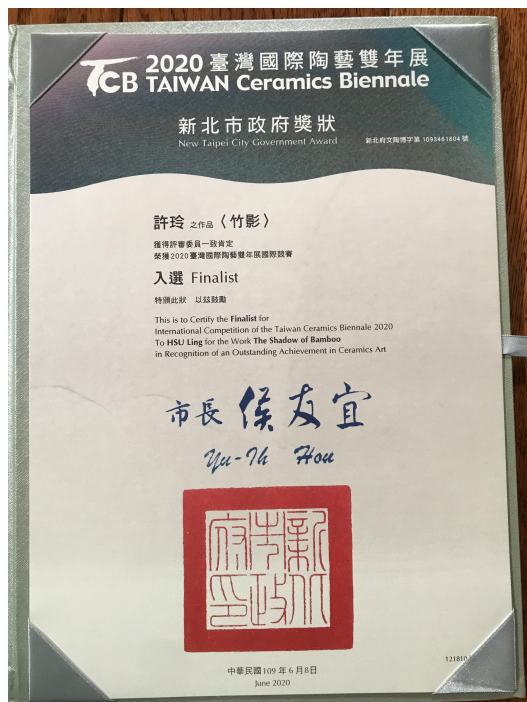 TCB 2020 臺灣國際陶藝雙年展
TAIWAN Ceramics Biennale
新北市政府獎狀
New Taipei City Government Award
新北府文陶博字第 1093461804 號
許玲 之作品〈竹影〉
獲得評審委員一致肯定
榮獲2020臺灣國際陶藝雙年展國際競賽
入選 Finalist
特頒此狀 以茲鼓勵
This is to Certify the Finalist for
International Competition of the Taiwan Ceramics Biennale 2020
To HSU Ling for the Work The Shadow of Bamboo
in Recognition of an Outstanding Achievement in Ceramics Art
市長 侯友宜
Yu-Ih Hou
新北
市政
府印
中華民國109 年 6 月8日
June 2020